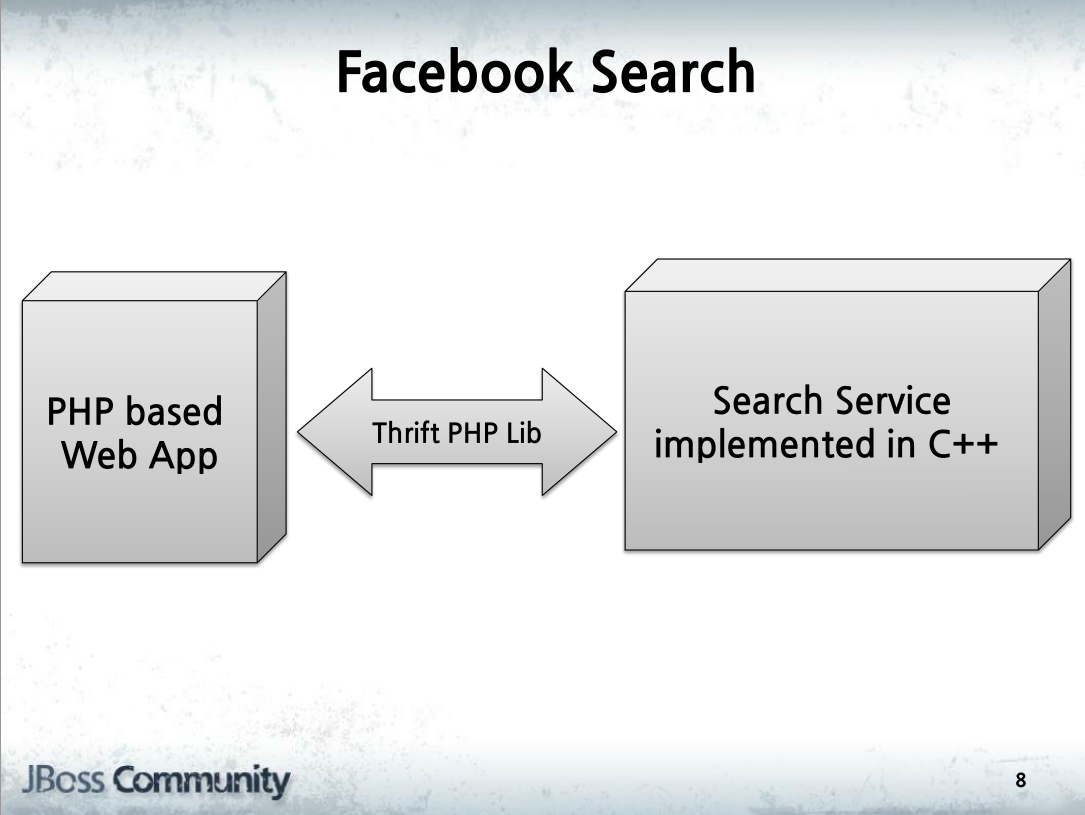 Facebook Search
PHP based
Web App
Thrift PHP Lib
Search Service
implemented in C++
JBoss Community
8